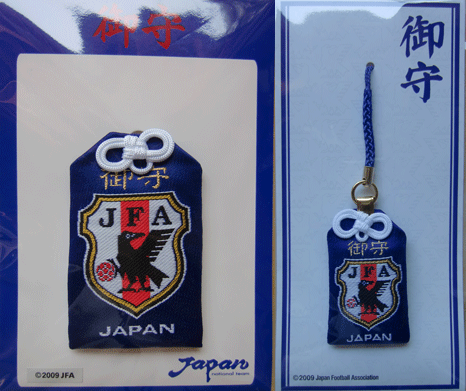 御守
御守
JFA
JAPAN
©2009 JFA
Japan
national team
御守
御守
JFA
JAPAN
©2009 Japan Football Association